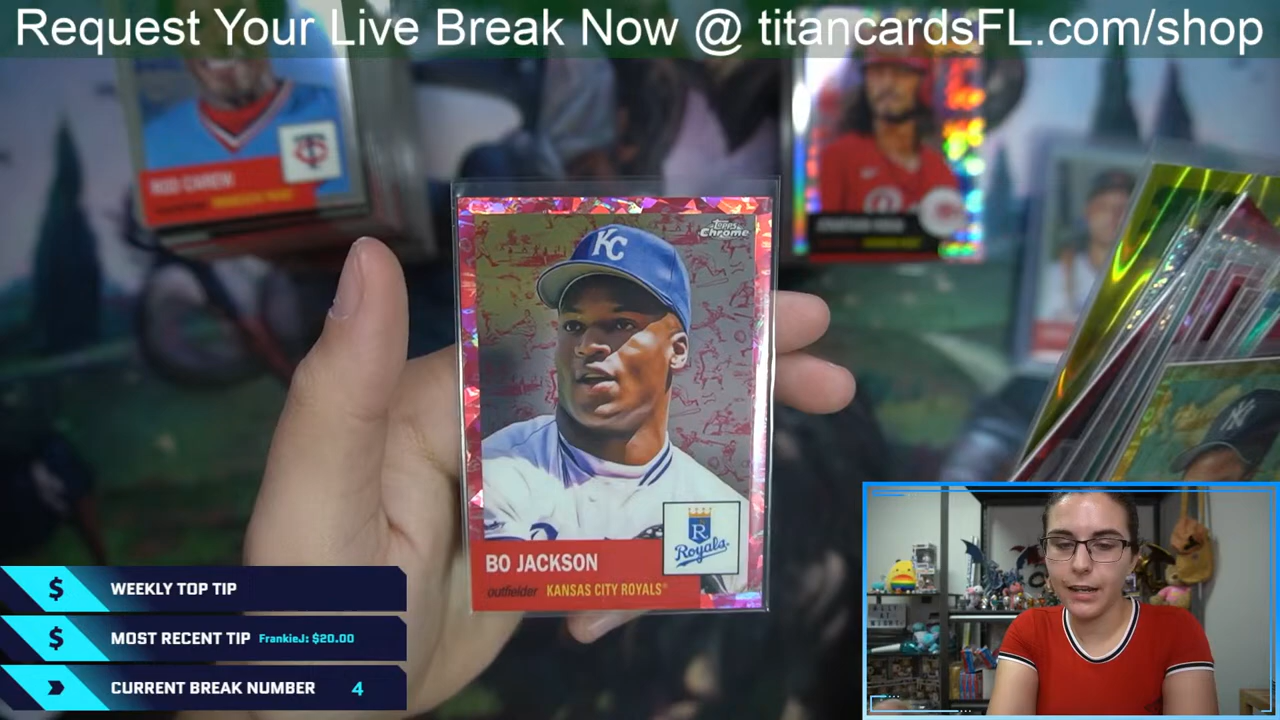 Request Your Live Break Now @ titancardsFL.com/shop
ROD CAREW
TC
Topps
Chrome
KC
R
Royals
BO JACKSON
outfielder KANSAS CITY ROYALS®
$ WEEKLY TOP TIP
$ MOST RECENT TIP FrankieJ: $20.00
CURRENT BREAK NUMBER 4